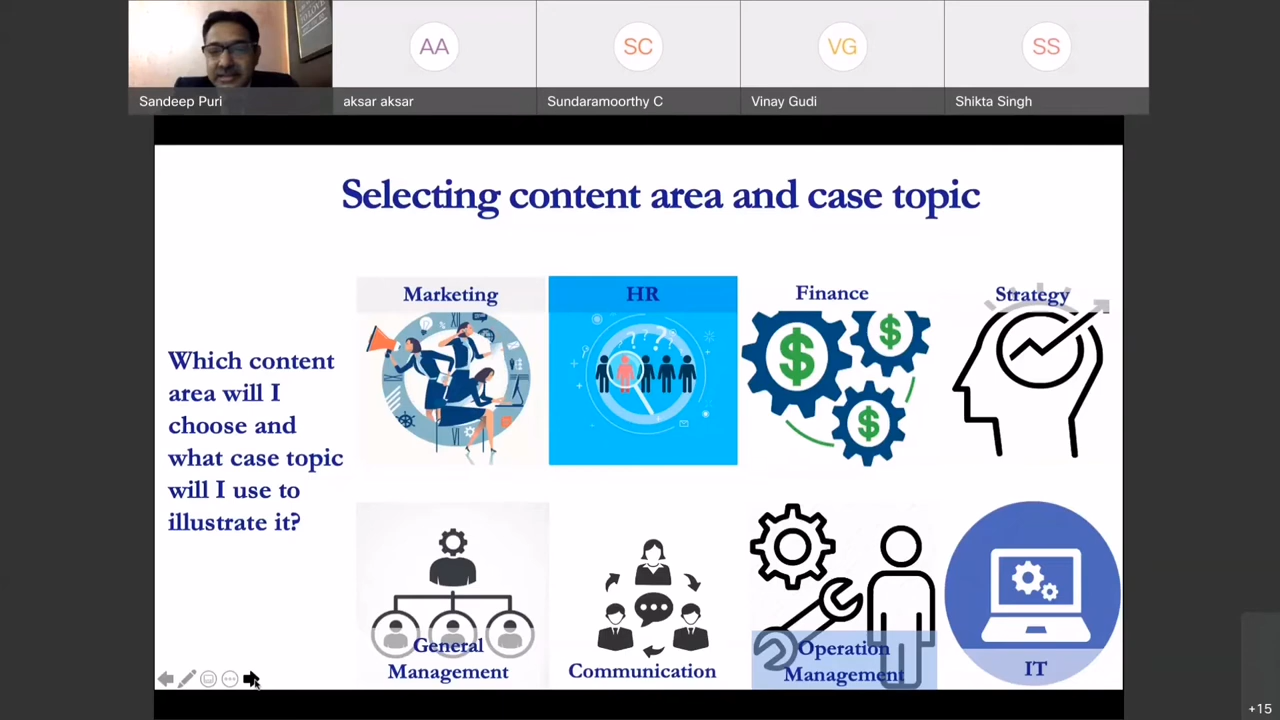 AA
SC
VG
SS
Sandeep Puri
aksar aksar
Sundaramoorthy C
Vinay Gudi
Shikta Singh
Selecting content area and case topic
Marketing
HR
Finance
Strategy
Which content
area will I
choose and
what case topic
will I use to
illustrate it?
General
Management
Communication
Operation
Management
IT
+15